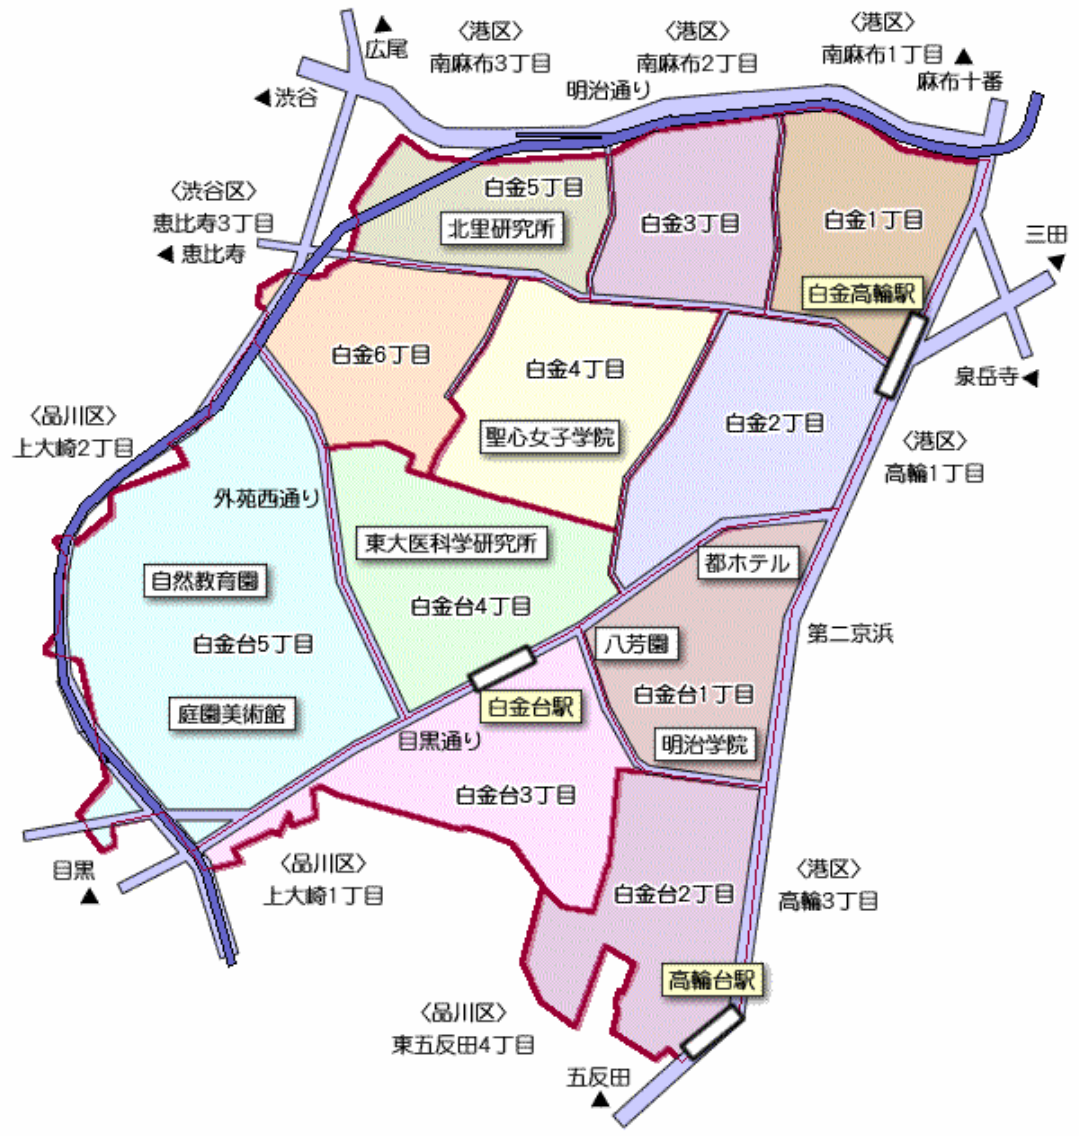 ▲
広尾
〈港区〉
南麻布3丁目
〈港区〉
南麻布2丁目
〈港区〉
南麻布1丁目
▲
麻布十番
◀渋谷
明治通り
〈渋谷区〉
恵比寿3丁目
◀恵比寿
白金5丁目
北里研究所
白金3丁目
白金1丁目
三田
▶
白金高輪駅
白金6丁目
白金4丁目
泉岳寺◀
〈品川区〉
上大崎2丁目
聖心女子学院
白金2丁目
〈港区〉
高輪1丁目
外苑西通り
東大医科学研究所
都ホテル
自然教育園
白金台4丁目
白金台5丁目
八芳園
第二京浜
庭園美術館
白金台駅
白金台1丁目
目黒通り
明治学院
白金台3丁目
目黒
▲
〈品川区〉
上大崎1丁目
白金台2丁目
〈港区〉
高輪3丁目
高輪台駅
〈品川区〉
東五反田4丁目
五反田
▲